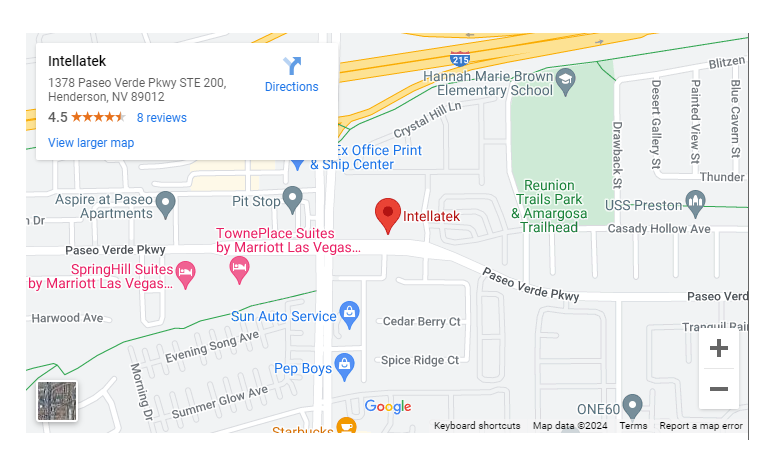 Intellatek
1378 Paseo Verde Pkwy STE 200,
Henderson, NV 89012
Directions
4.5
8 reviews
View larger map
215
Blitzen
Hannah Marie Brown
Elementary School
Crystal Hill Ln
Desert Gallery St
Painted View St
Blue Cavern St
Drawback St
Thunder
Ex Office Print
& Ship Center
Aspire at Paseo
Apartments
Pit Stop
Intellatek
Reunion
Trails Park
& Amargosa
Trailhead
USS-Preston
n Dr
Casady Hollow Ave
Paseo Verde Pkwy
TownePlace Suites
by Marriott Las Vegas...
SpringHill Suites
by Marriott Las Vegas...
Paseo Verde Pkwy
Paseo Verd
Harwood Ave
Sun Auto Service
Cedar Berry Ct
Tranquil Rain
Evening Song Ave
Spice Ridge Ct
Pep Boys
Morning Dr
Summer Glow Ave
Google
ONE60
Starbucks
Keyboard shortcuts
Map data ©2024
Terms
Report a map error